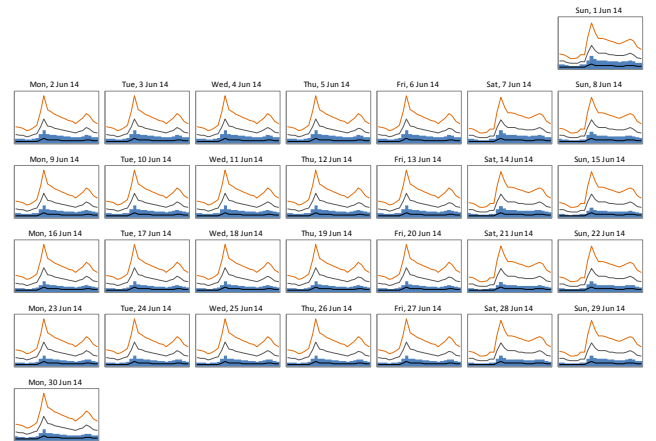 Sun, 1 Jun 14
Mon, 2 Jun 14 Tue, 3 Jun 14 Wed, 4 Jun 14 Thu, 5 Jun 14 Fri, 6 Jun 14 Sat, 7 Jun 14 Sun, 8 Jun 14
Mon, 9 Jun 14 Tue, 10 Jun 14 Wed, 11 Jun 14 Thu, 12 Jun 14 Fri, 13 Jun 14 Sat, 14 Jun 14 Sun, 15 Jun 14
Mon, 16 Jun 14 Tue, 17 Jun 14 Wed, 18 Jun 14 Thu, 19 Jun 14 Fri, 20 Jun 14 Sat, 21 Jun 14 Sun, 22 Jun 14
Mon, 23 Jun 14 Tue, 24 Jun 14 Wed, 25 Jun 14 Thu, 26 Jun 14 Fri, 27 Jun 14 Sat, 28 Jun 14 Sun, 29 Jun 14
Mon, 30 Jun 14